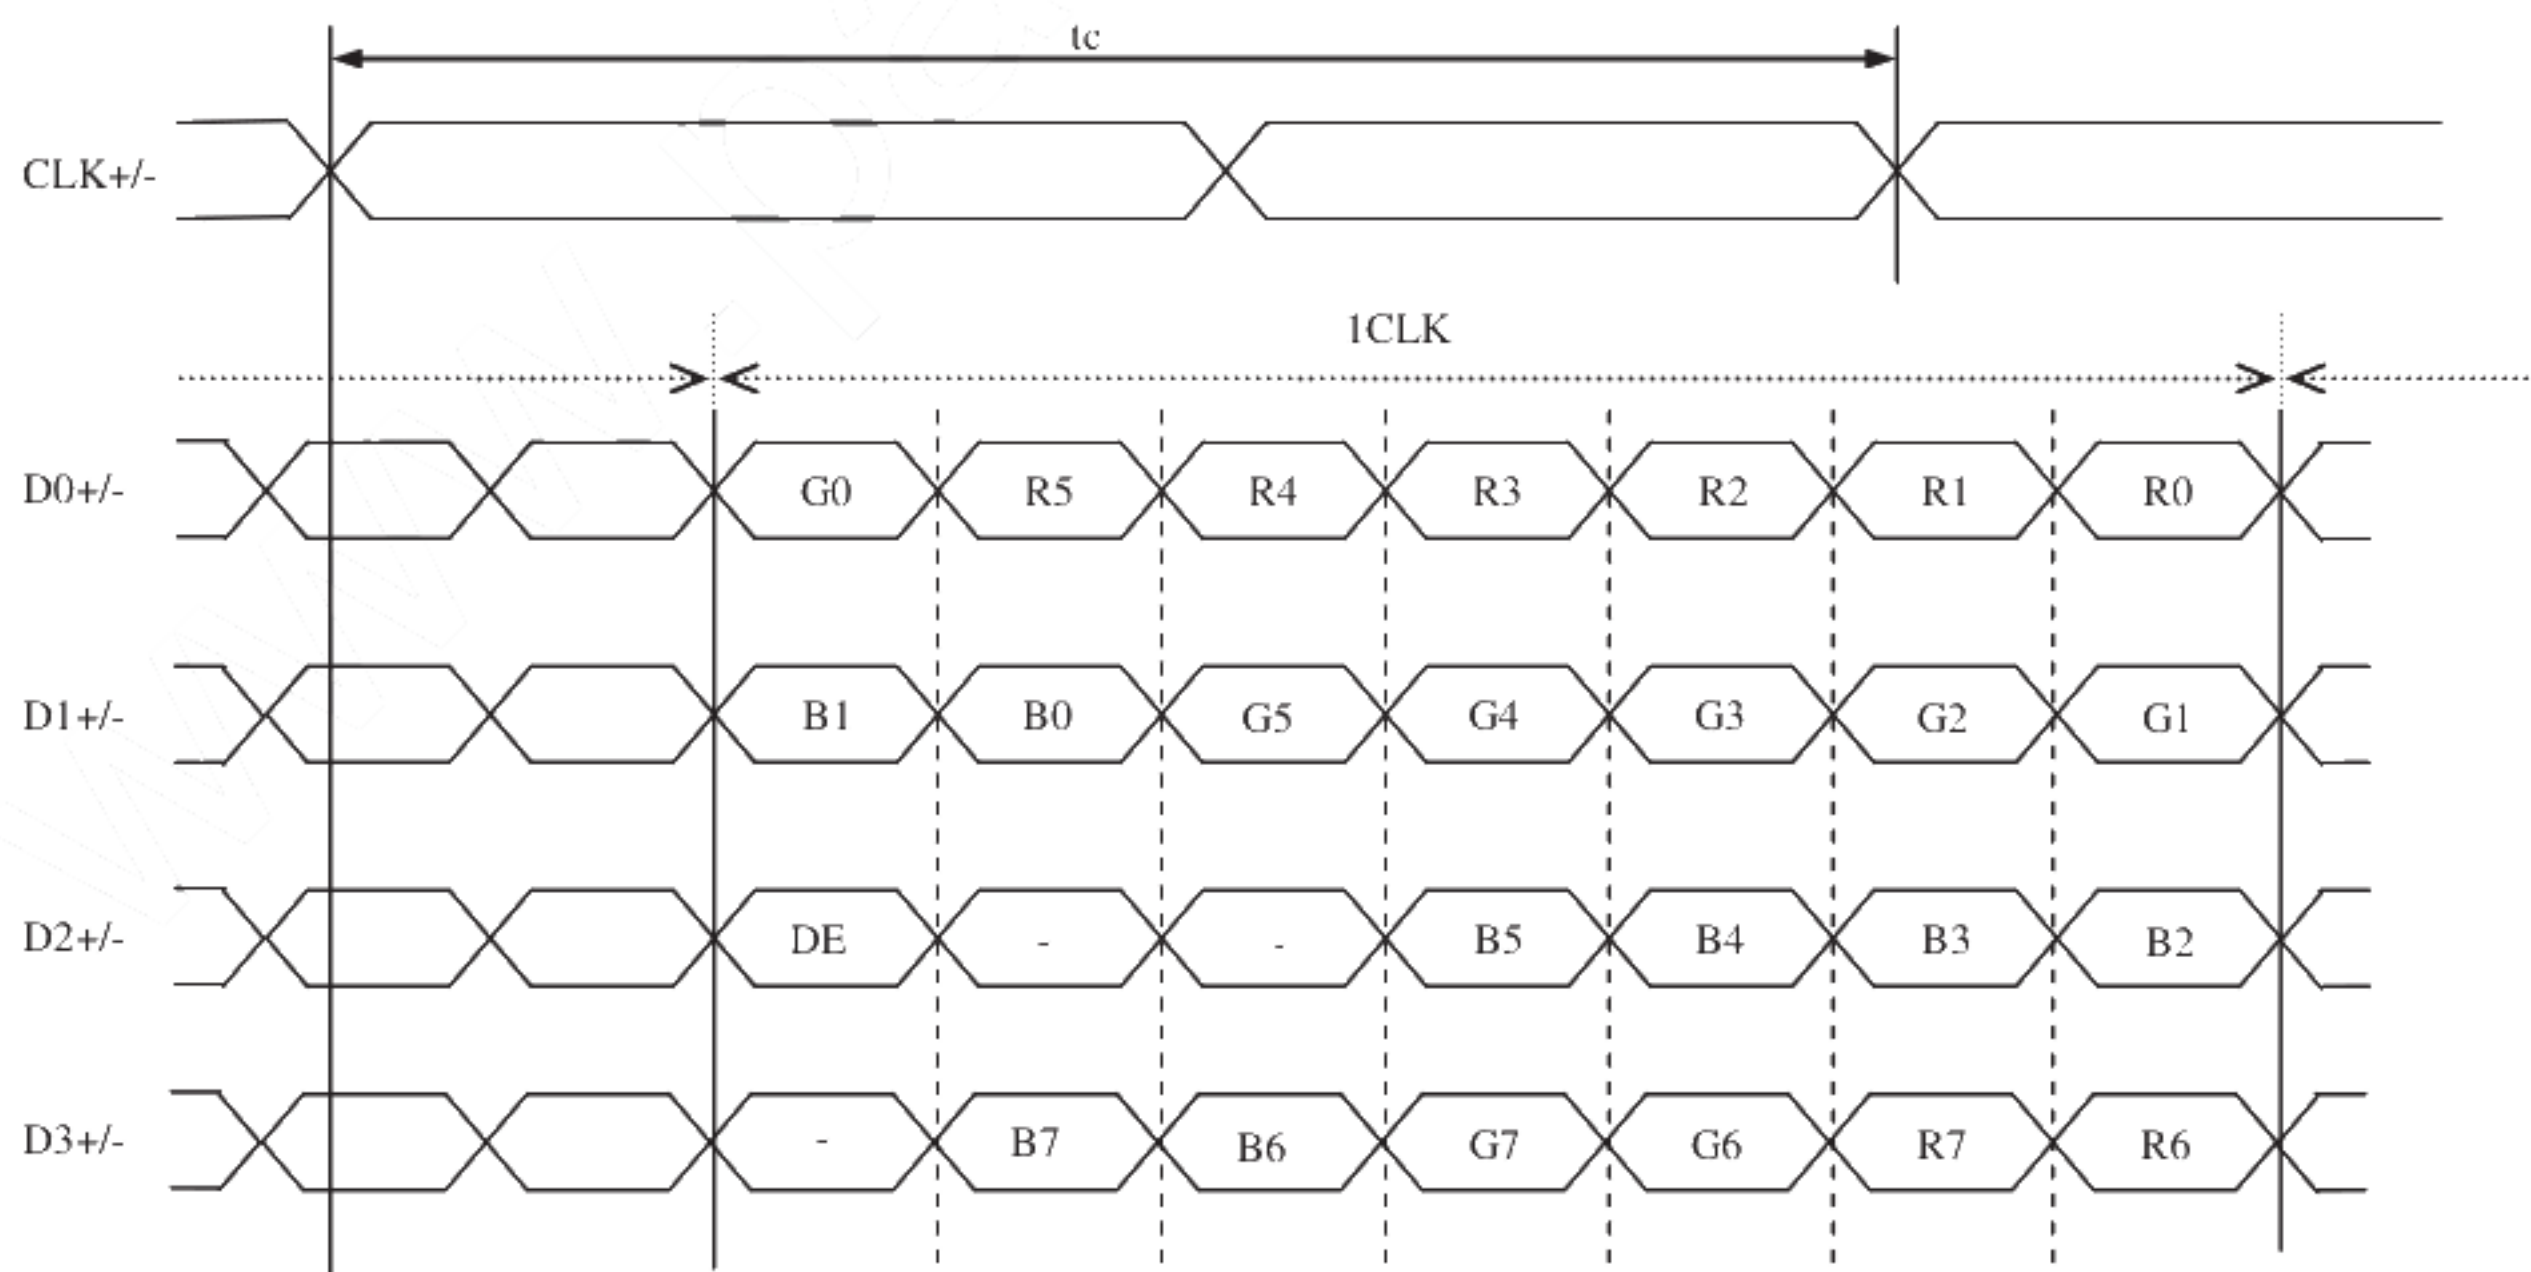 tc
CLK+/-
1CLK
D0+/- G0 R5 R4 R3 R2 R1 R0
D1+/- B1 B0 G5 G4 G3 G2 G1
D2+/- DE - - B5 B4 B3 B2
D3+/- - B7 B6 G7 G6 R7 R6